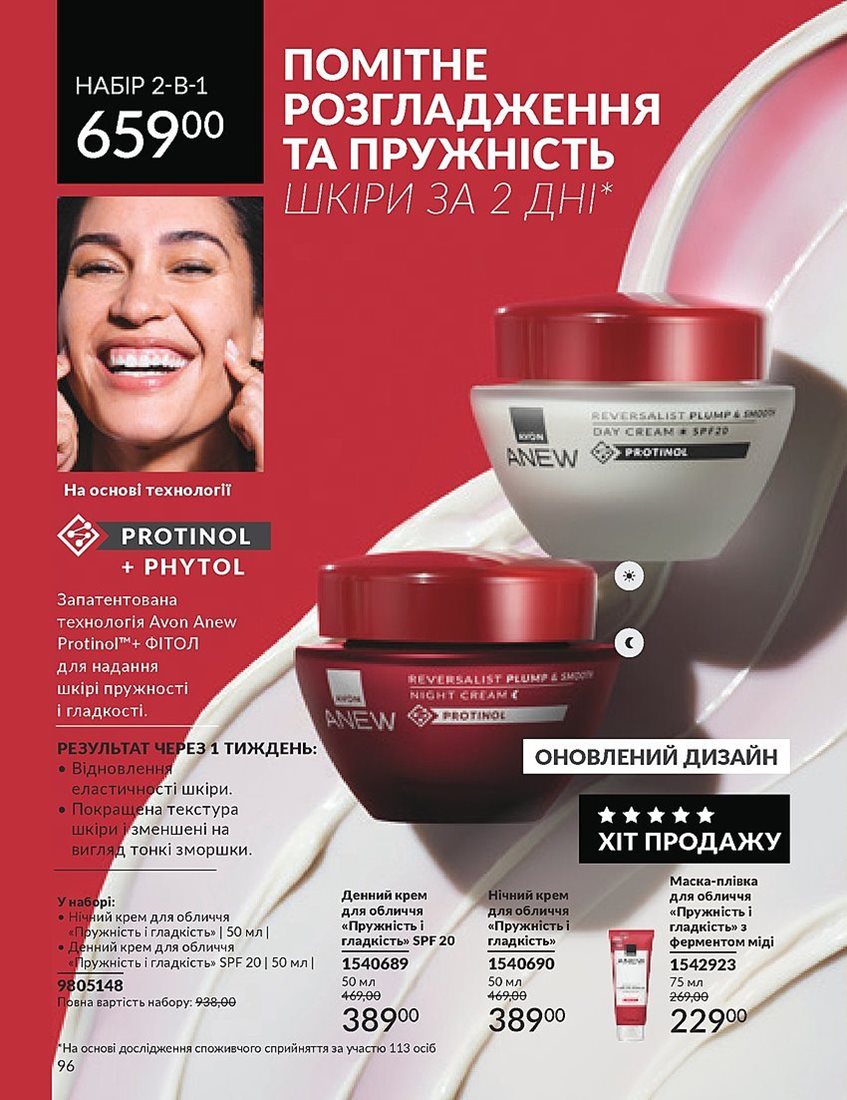 НАБІР 2-В-1
659⁰⁰
ПОМІТНЕ
РОЗГЛАДЖЕННЯ
ТА ПРУЖНІСТЬ
ШКІРИ ЗА 2 ДНІ*
На основі технології
PROTINOL
+ PHYTOL
Запатентована
технологія Avon Anew
Protinol™+ ФІТОЛ
для надання
шкірі пружності
і гладкості.
РЕЗУЛЬТАТ ЧЕРЕЗ 1 ТИЖДЕНЬ:
• Відновлення
еластичності шкіри.
• Покращена текстура
шкіри і зменшені на
вигляд тонкі зморшки.
REVERSALIST PLUMP & SMOOTH
DAY CREAM SPF20
AVON
ANEW
PROTINOL
REVERSALIST PLUMP & SMOOTH
NIGHT CREAM
AVON
ANEW
PROTINOL
ОНОВЛЕНИЙ ДИЗАЙН
ХІТ ПРОДАЖУ
У наборі:
• Нічний крем для обличчя
«Пружність і гладкість» | 50 мл |
• Денний крем для обличчя
«Пружність і гладкість» SPF 20 | 50 мл |
9805148
Повна вартість набору: 938,00
Денний крем
для обличчя
«Пружність і
гладкість» SPF 20
1540689
50 мл
469,00
389⁰⁰
Нічний крем
для обличчя
«Пружність і
гладкість»
1540690
50 мл
469,00
389⁰⁰
ANEW
Маска-плівка
для обличчя
«Пружність і
гладкість» з
ферментом міді
1542923
75 мл
269,00
229⁰⁰
*На основі дослідження споживчого сприйняття за участю 113 осіб
96